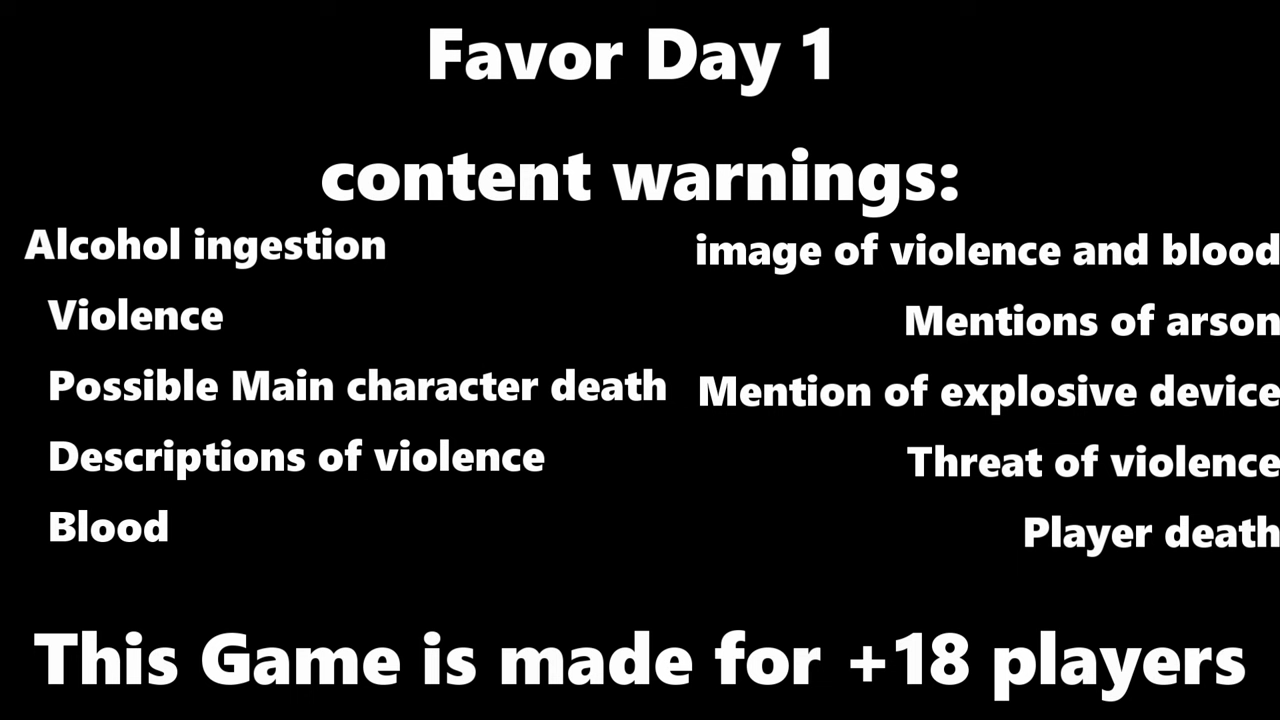 Favor Day 1
content warnings:
Alcohol ingestion
Violence
Possible Main character death
Descriptions of violence
Blood
image of violence and blood
Mentions of arson
Mention of explosive device
Threat of violence
Player death
This Game is made for +18 players